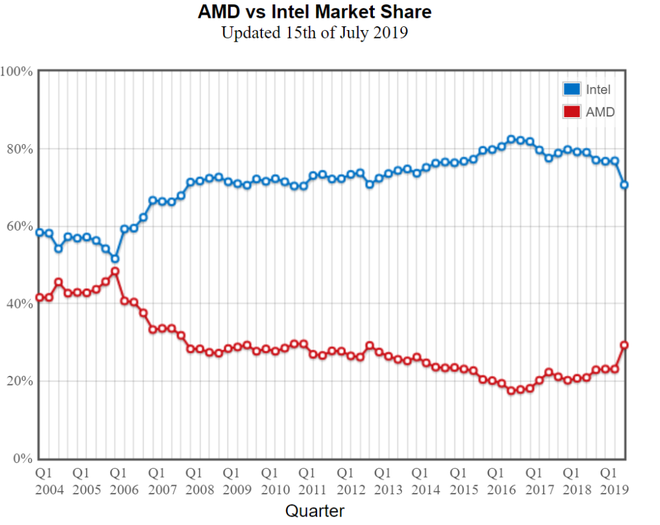 AMD vs Intel Market Share
Updated 15th of July 2019
100%
80%
60%
40%
20%
0%
Intel
AMD
Q1 Q1 Q1 Q1 Q1 Q1 Q1 Q1 Q1 Q1 Q1 Q1 Q1 Q1 Q1 Q1
2004 2005 2006 2007 2008 2009 2010 2011 2012 2013 2014 2015 2016 2017 2018 2019
Quarter